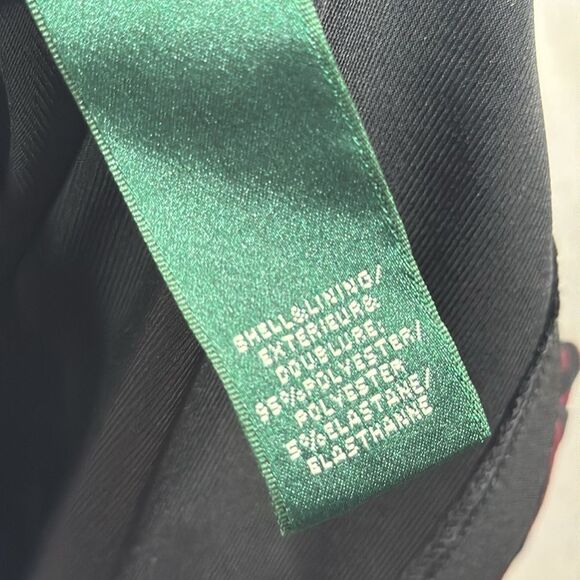 SHELL&LINING/
EXTERIEUR&
DOUBLURE:
95%POLYESTER/
POLYESTER
5%ELASTANE/
ELASTHANNE